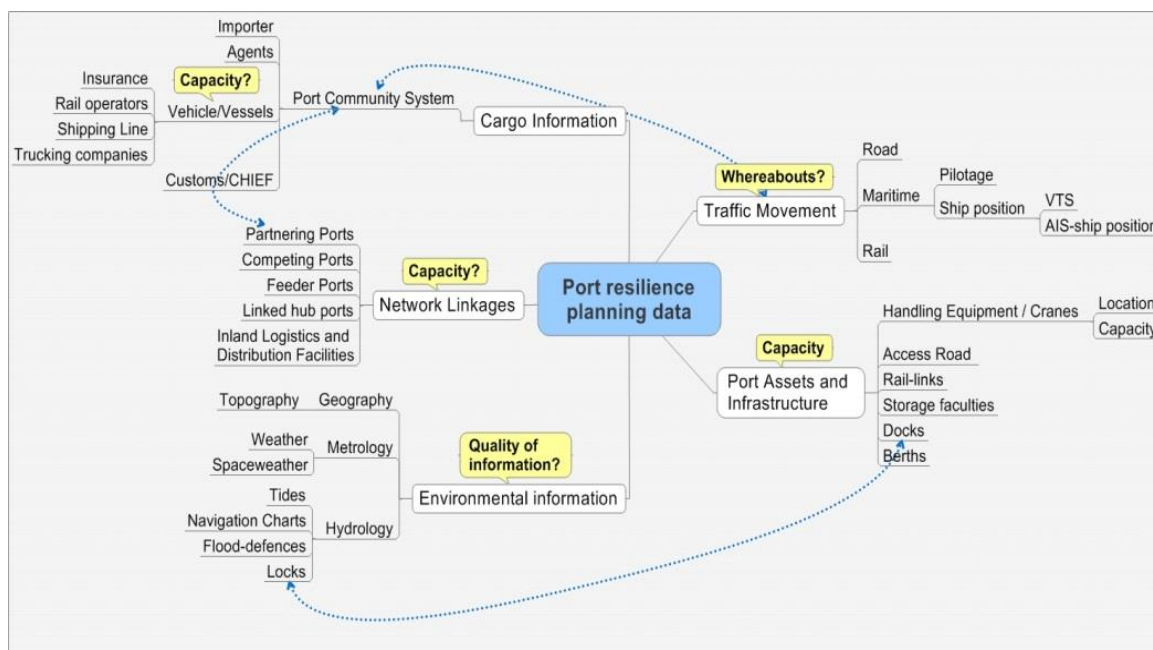 Importer
Agents
Capacity?
Insurance
Rail operators
Shipping Line
Trucking companies
Vehicle/Vessels
Customs/CHIEF
Port Community System
Cargo Information
Partnering Ports
Competing Ports
Feeder Ports
Linked hub ports
Inland Logistics and
Distribution Facilities
Capacity?
Network Linkages
Topography
Geography
Weather
Spaceweather
Metrology
Tides
Navigation Charts
Flood-defences
Locks
Hydrology
Quality of
information?
Environmental information
Port resilience
planning data
Whereabouts?
Traffic Movement
Road
Maritime
Rail
Pilotage
Ship position
VTS
AIS-ship position
Capacity
Port Assets and
Infrastructure
Handling Equipment / Cranes
Location
Capacity
Access Road
Rail-links
Storage faculties
Docks
Berths